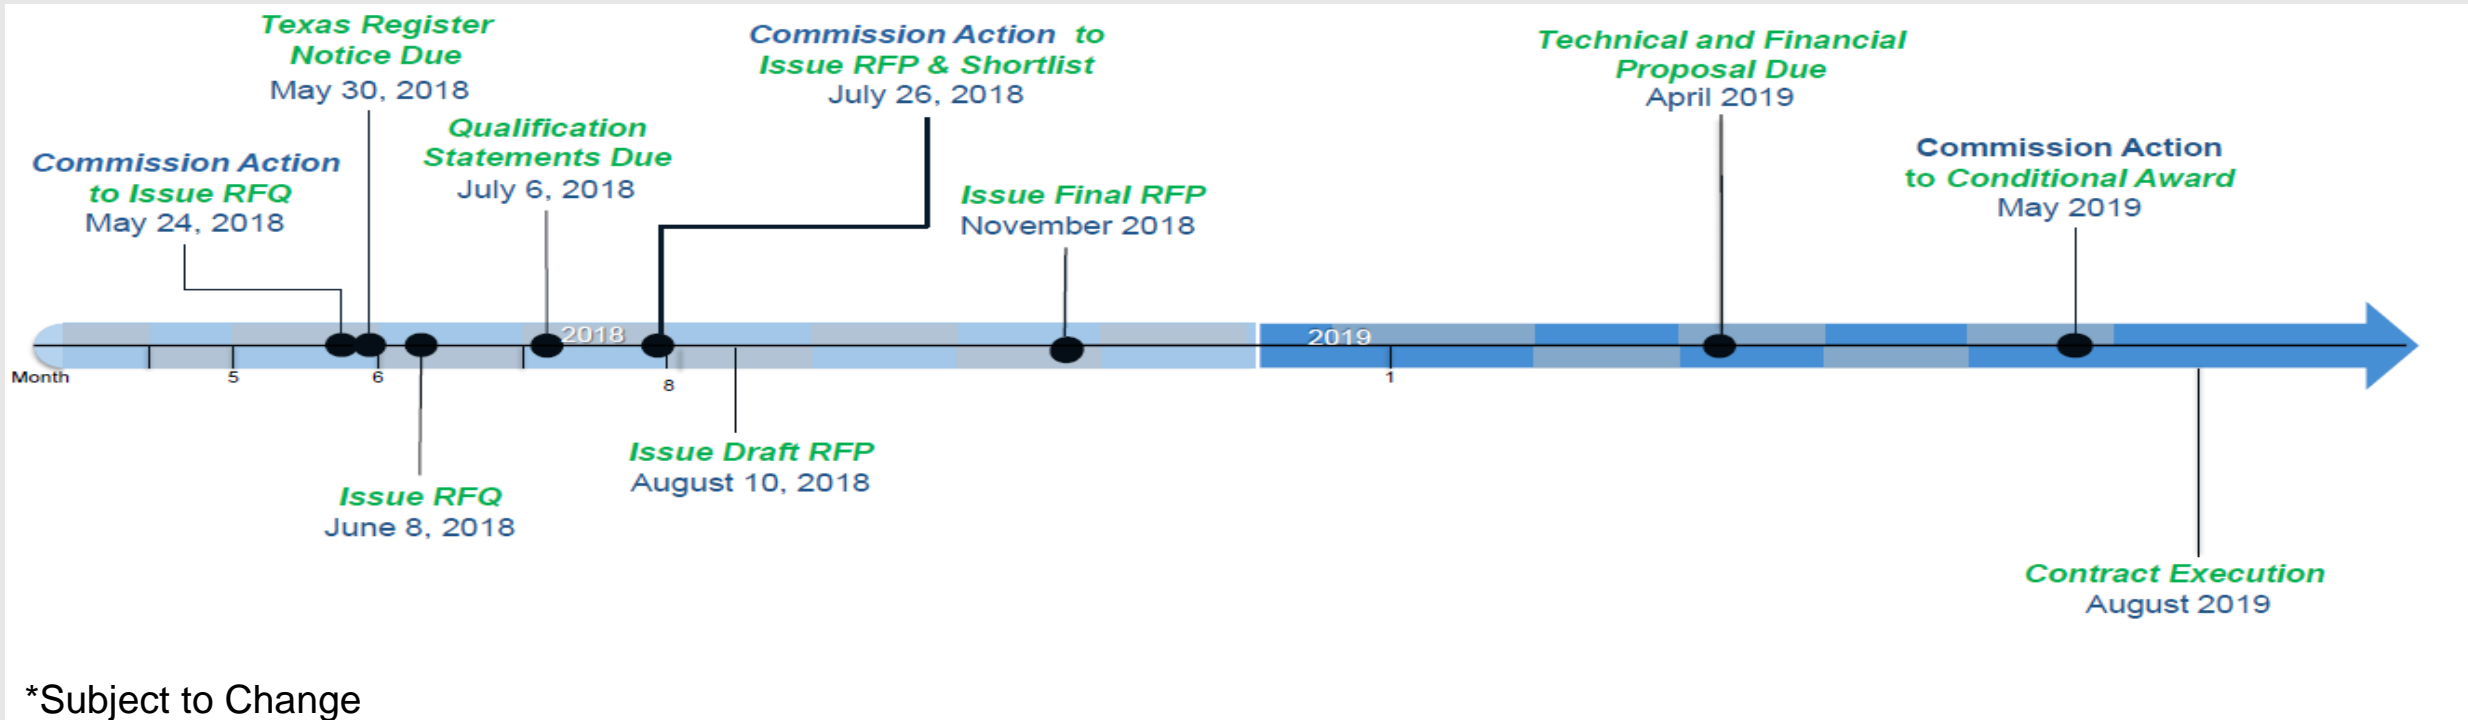 Texas Register
Notice Due
May 30, 2018
Commission Action to
Issue RFP & Shortlist
July 26, 2018
Technical and Financial
Proposal Due
April 2019
Qualification
Statements Due
July 6, 2018
Commission Action
to Issue RFQ
May 24, 2018
Issue Final RFP
November 2018
Commission Action
to Conditional Award
May 2019
2018
2019
Month
5
6
8
1
Issue Draft RFP
August 10, 2018
Issue RFQ
June 8, 2018
Contract Execution
August 2019
*Subject to Change